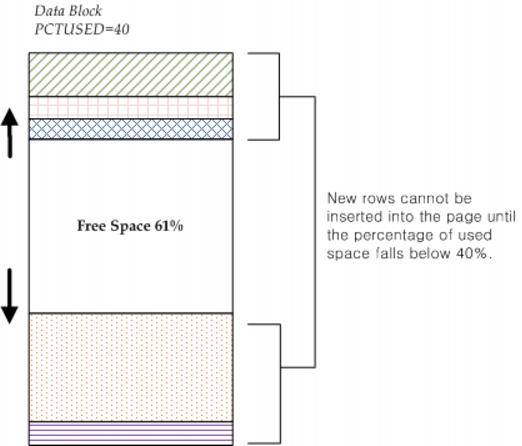 Data Block
PCTUSED=40
Free Space 61%
New rows cannot be
inserted into the page until
the percentage of used
space falls below 40%.